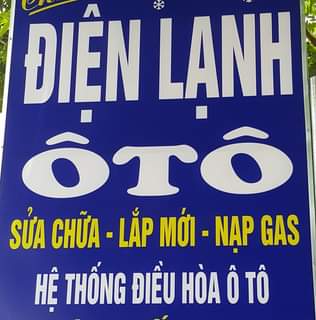 ĐIỆN LẠNH
ÔTÔ
SỬA CHỮA - LẮP MỚI - NẠP GAS
HỆ THỐNG ĐIỀU HÒA Ô TÔ